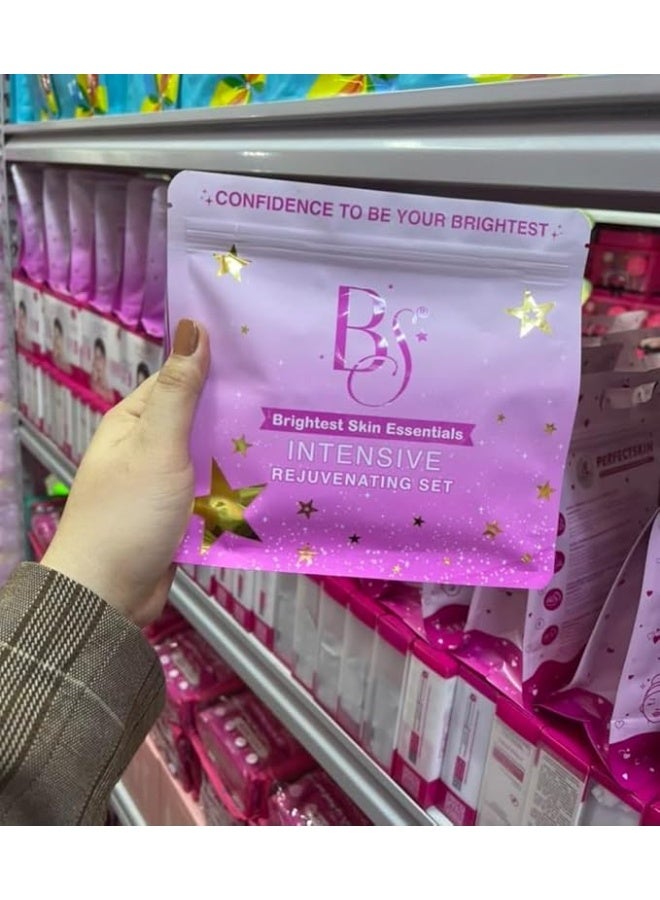 CONFIDENCE TO BE YOUR BRIGHTEST
BS®
Brightest Skin Essentials
INTENSIVE
REJUVENATING SET
PERFECTSKIN